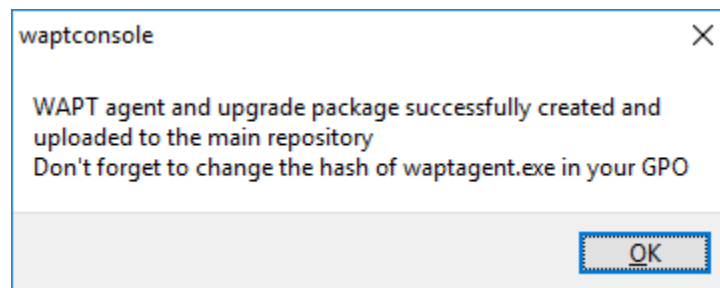 waptconsole
WAPT agent and upgrade package successfully created and
uploaded to the main repository
Don't forget to change the hash of waptagent.exe in your GPO
OK